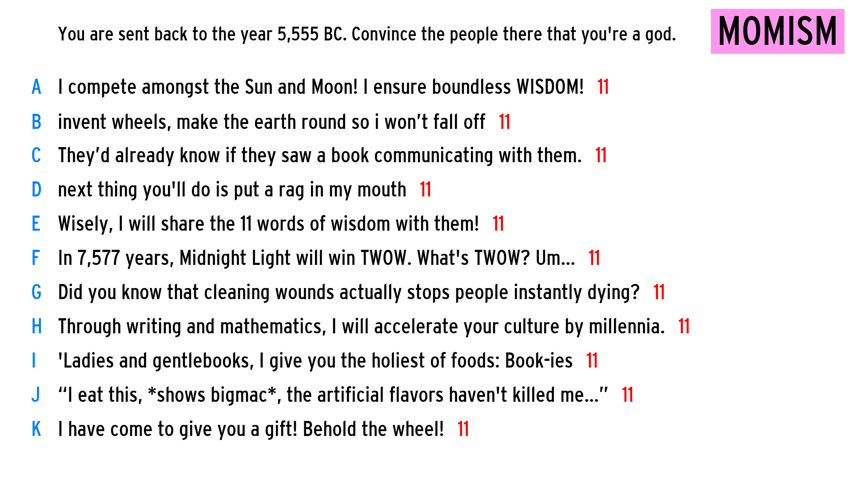 You are sent back to the year 5,555 BC. Convince the people there that you're a god.
MOMISM
A I compete amongst the Sun and Moon! I ensure boundless WISDOM! 11
B invent wheels, make the earth round so i won’t fall off 11
C They’d already know if they saw a book communicating with them. 11
D next thing you'll do is put a rag in my mouth 11
E Wisely, I will share the 11 words of wisdom with them! 11
F In 7,577 years, Midnight Light will win TWOW. What's TWOW? Um... 11
G Did you know that cleaning wounds actually stops people instantly dying? 11
H Through writing and mathematics, I will accelerate your culture by millennia. 11
I 'Ladies and gentlebooks, I give you the holiest of foods: Book-ies 11
J “I eat this, *shows bigmac*, the artificial flavors haven't killed me...” 11
K I have come to give you a gift! Behold the wheel! 11